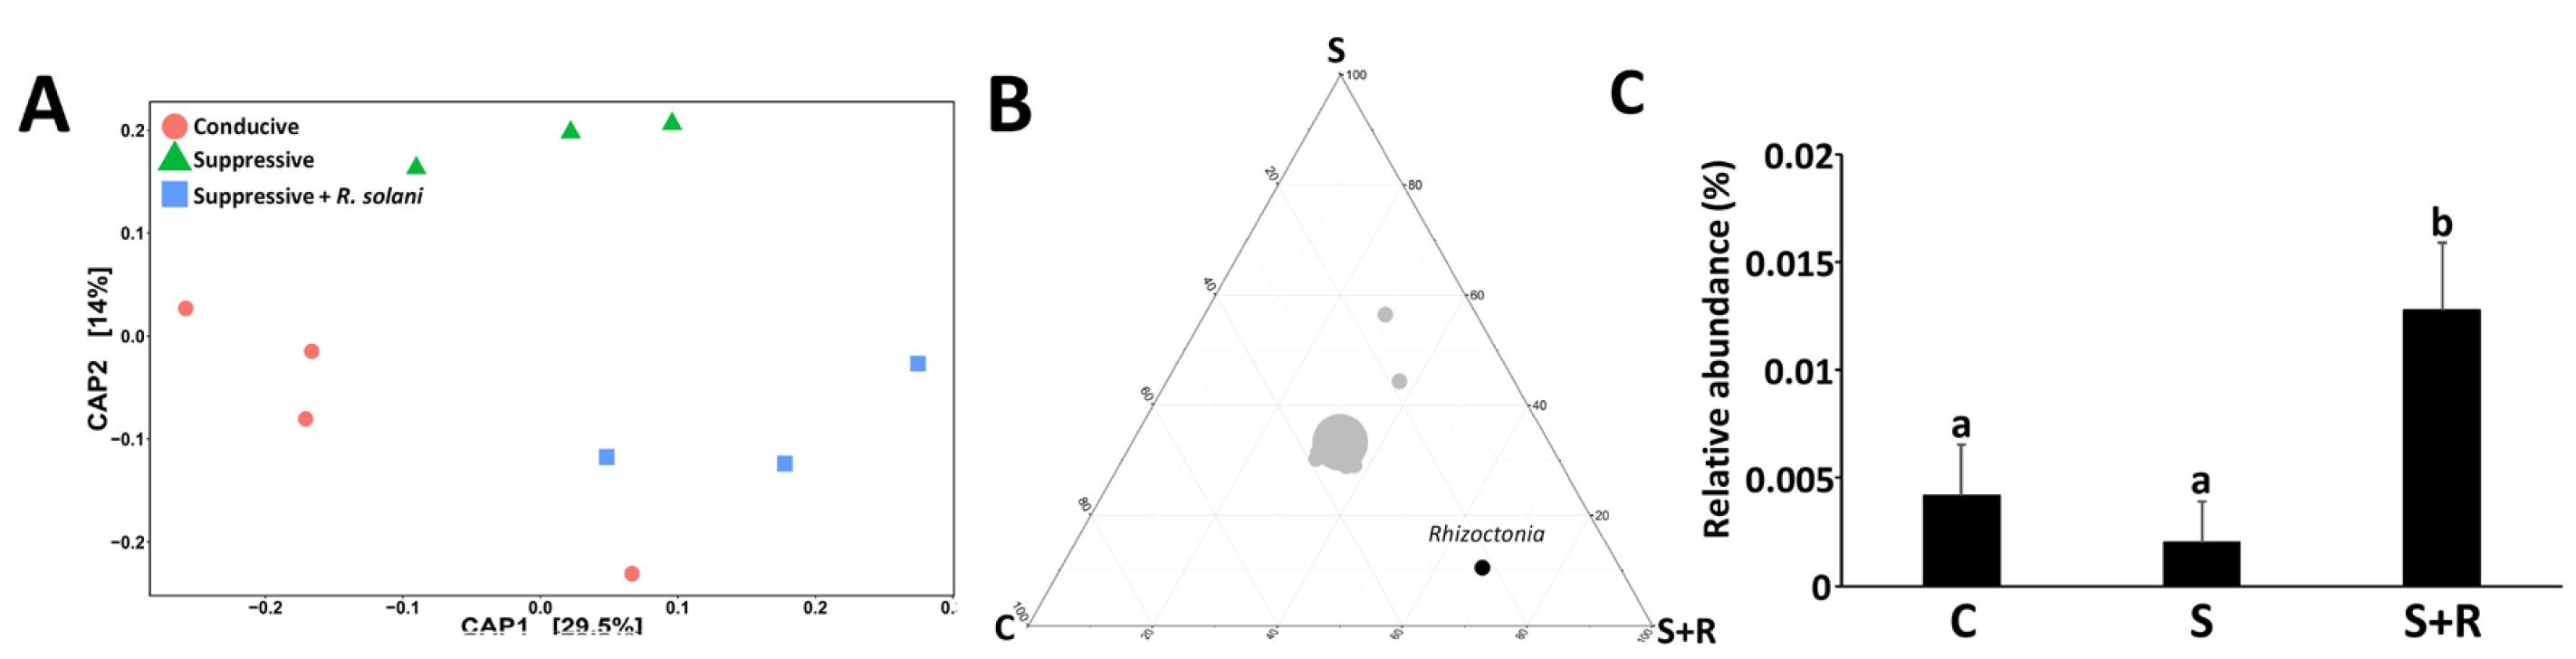 A
Conducive
Suppressive
Suppressive + R. solani
0.2
0.1
0.0
−0.1
−0.2
CAP2 [14%]
−0.2
−0.1
0.0
0.1
0.2
CAP1 [29.5%]
B
S
100
80
60
40
20
20
40
60
80
100
Rhizoctonia
C
20
40
60
80
100
S+R
C
Relative abundance (%)
0.02
0.015
0.01
0.005
0
a
a
b
C
S
S+R